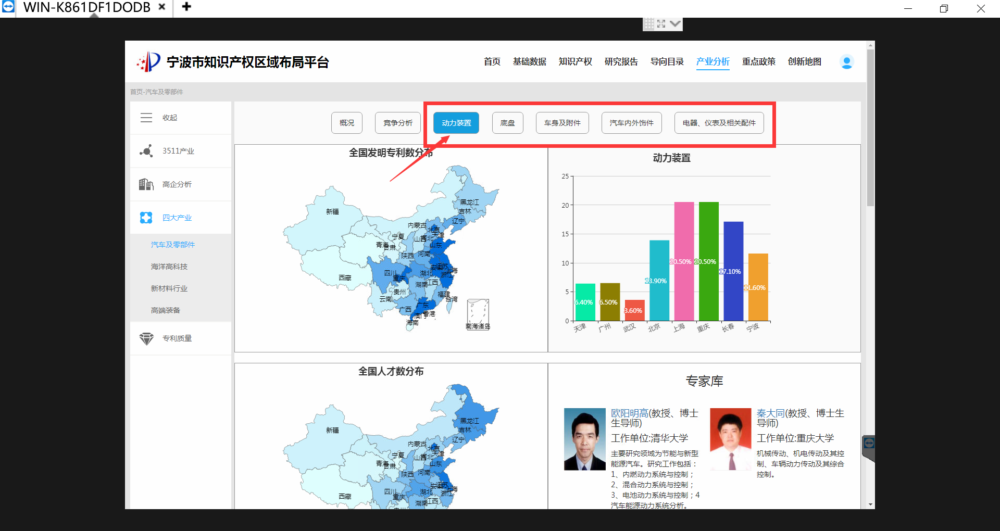 WIN-K861DF1DODB
宁波市知识产权区域布局平台
首页 基础数据 知识产权 研究报告 导向目录 产业分析 重点政策 创新地图
首页-汽车及零部件
收起
3511产业
高企分析
四大产业
汽车及零部件
海洋高科技
新材料行业
高端装备
专利质量
概况 竞争分析 动力装置 底盘 车身及附件 汽车内外饰件 电器、仪表及相关配件
全国发明专利数分布
黑龙江
吉林
新疆
辽宁
内蒙古
北京
天津
宁夏
山西
河北
青海
甘肃
山东
陕西
河南
四川
湖北
安徽
江苏
上海
西藏
重庆
浙江
湖南
江西
贵州
云南
福建
台湾
广西
广东
澳门
香港
海南
南海诸岛
动力装置
25
20
15
10
5
0
6.40%
6.50%
3.60%
13.90%
20.50%
20.50%
17.10%
11.60%
天津 广州 武汉 北京 上海 重庆 长春 宁波
全国人才数分布
黑龙江
吉林
新疆
辽宁
内蒙古
北京
天津
宁夏
山西
河北
青海
甘肃
山东
陕西
河南
四川
湖北
安徽
江苏
上海
西藏
重庆
浙江
湖南
江西
专家库
欧阳明高(教授、博士
生导师)
工作单位:清华大学
主要研究领域为节能与新型
能源汽车。研究工作包括：
1、内燃动力系统与控制；
2、混合动力系统与控制；
3、电池动力系统与控制；4
汽车能源动力系统分析。
秦大同(教授、博士生
导师)
工作单位:重庆大学
机械传动、机电传动及其控
制、车辆动力传动及其综合
控制。